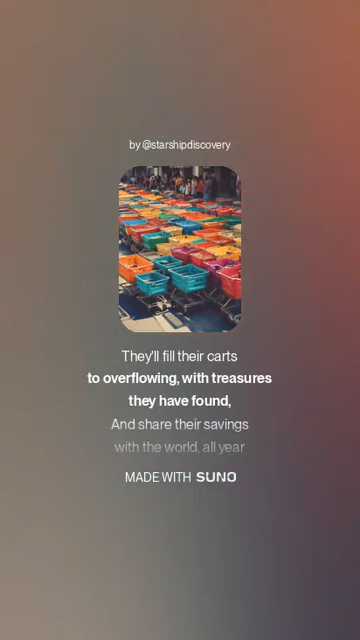 by @starshipdiscovery
They'll fill their carts
to overflowing, with treasures
they have found,
And share their savings
with the world, all year
MADE WITH SUNO